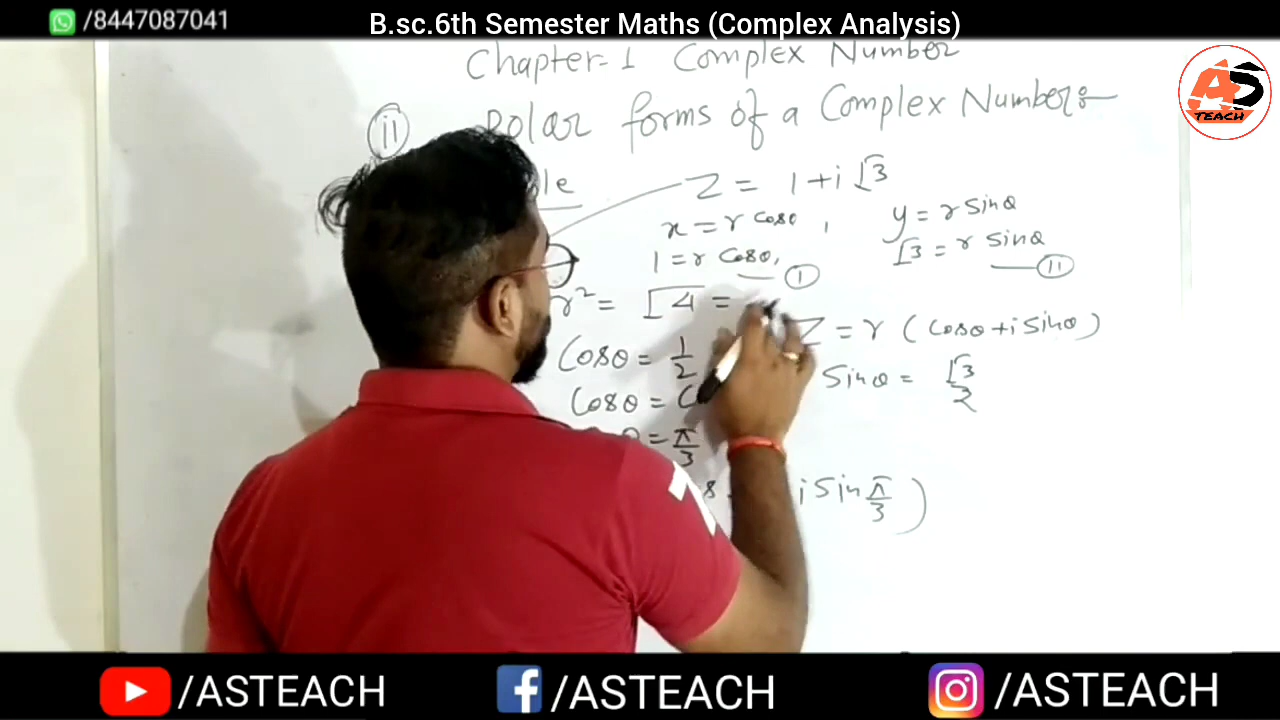 /8447087041
B.sc.6th Semester Maths (Complex Analysis)
Chapter-1 Complex Number
AS
TEACH
(ii) Polar forms of a Complex Numbers-
Z = 1+i√3
x = r cosθ , y = r sinθ
1 = r cosθ, (I) √3 = r sinθ (II)
r² = √4 =
Z = r (cosθ + i sinθ)
Cosθ = 1/2 Sinθ = √3/2
Cosθ =
= π/3
i Sin π/3 )
/ASTEACH /ASTEACH /ASTEACH